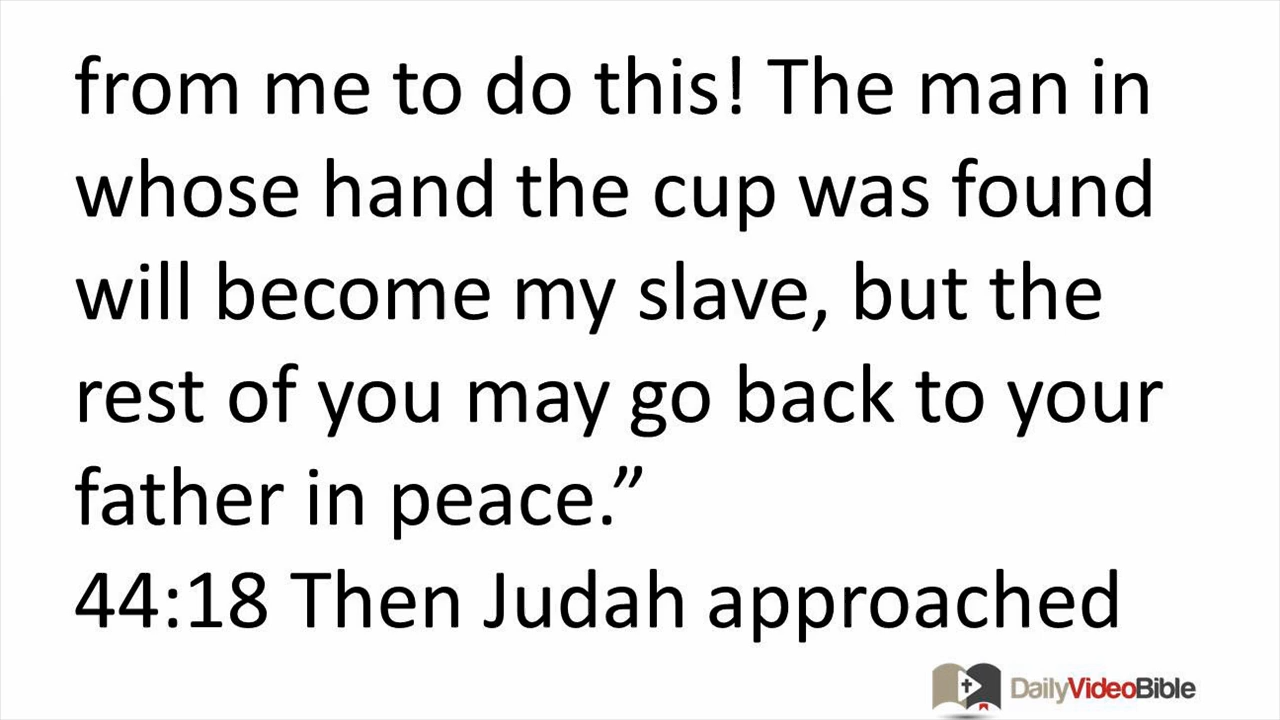 from me to do this! The man in
whose hand the cup was found
will become my slave, but the
rest of you may go back to your
father in peace.”
44:18 Then Judah approached
DailyVideoBible